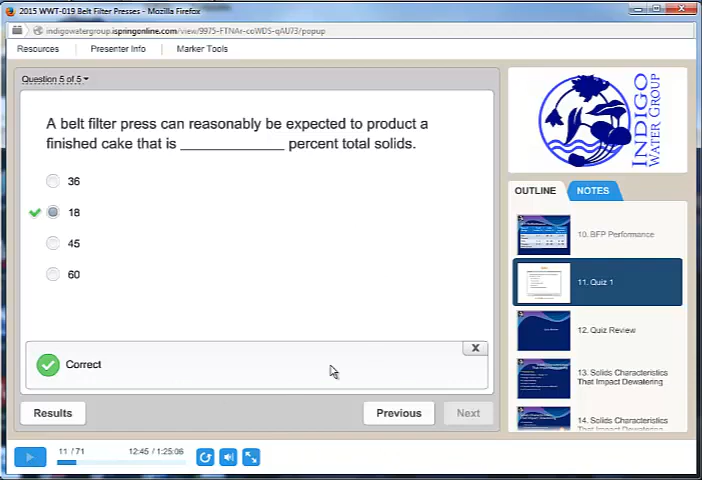 2015 WWT-019 Belt Filter Presses - Mozilla Firefox
indigowatergroup.ispringonline.com/view/9975-FTNAr-coWDS-qAU73/popup
Resources Presenter Info Marker Tools
Question 5 of 5
A belt filter press can reasonably be expected to produce a
finished cake that is ____________ percent total solids.
36
18
45
60
Correct
X
Results Previous Next
11 / 71 12:45 / 1:25:06
INDIGO
WATER GROUP
OUTLINE NOTES
10. BFP Performance
11. Quiz 1
12. Quiz Review
13. Solids Characteristics
That Impact Dewatering
14. Solids Characteristics
That Impact Dewatering